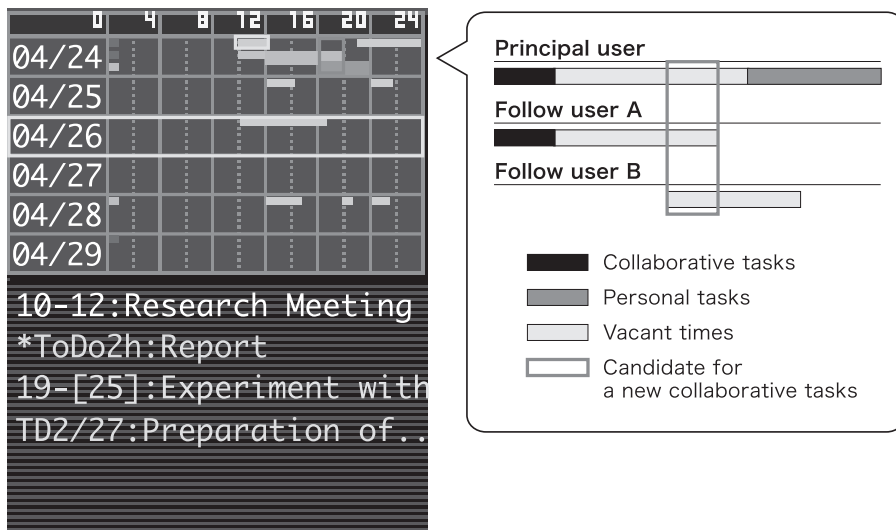 0 4 8 12 16 20 24
04/24
04/25
04/26
04/27
04/28
04/29
10-12:Research Meeting
*ToDo2h:Report
19-[25]:Experiment with
TD2/27:Preparation of..
Principal user
Follow user A
Follow user B
Collaborative tasks
Personal tasks
Vacant times
Candidate for
a new collaborative tasks